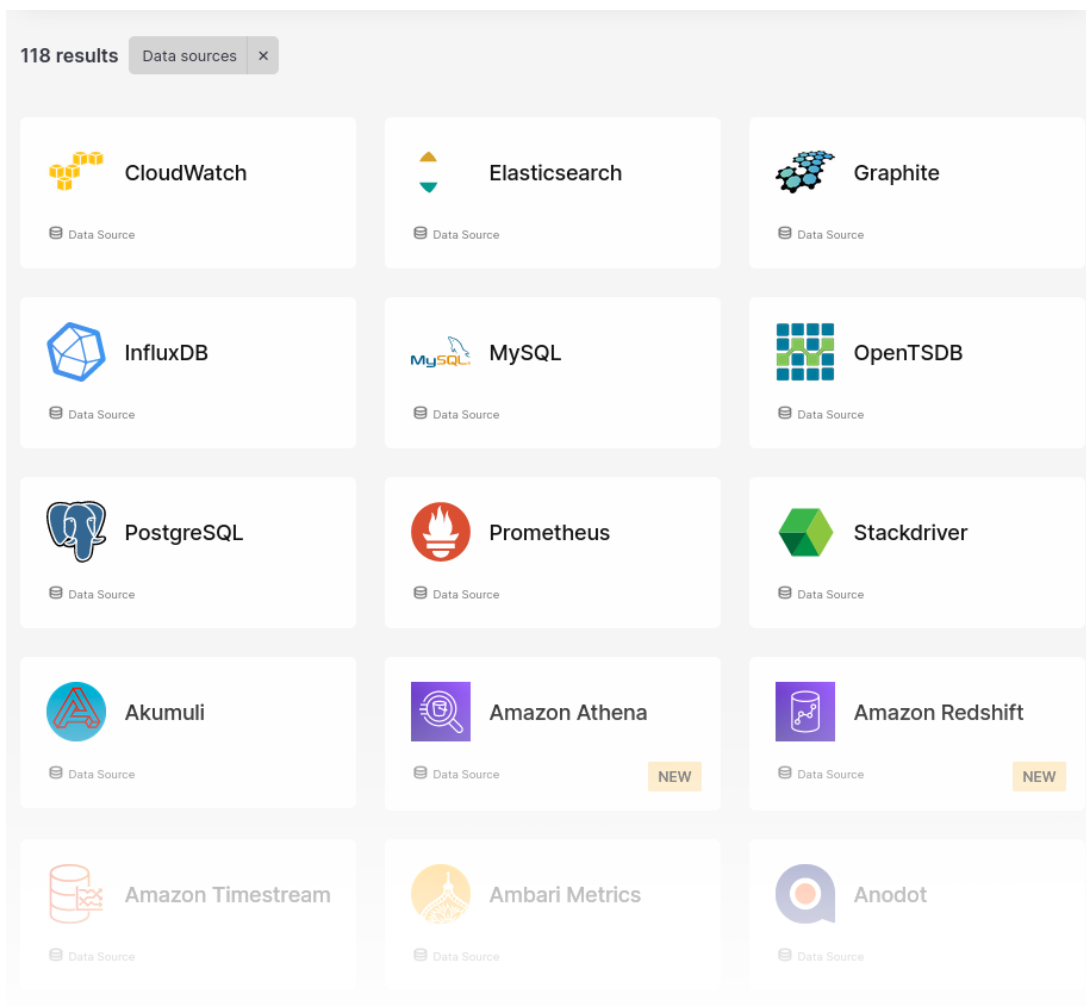 118 results Data sources ×
CloudWatch Elasticsearch Graphite
Data Source Data Source Data Source
InfluxDB MySQL MySQL OpenTSDB
Data Source Data Source Data Source
PostgreSQL Prometheus Stackdriver
Data Source Data Source Data Source
Akumuli Amazon Athena Amazon Redshift
Data Source Data Source NEW Data Source NEW
Amazon Timestream Ambari Metrics Anodot
Data Source Data Source Data Source